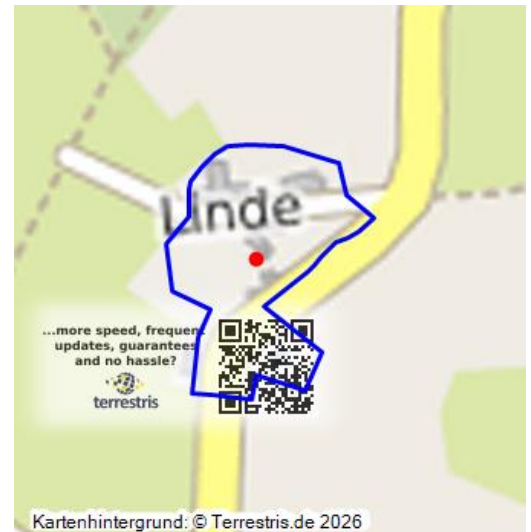 Linde
...more speed, frequent
updates, guarantees
and no hassle?
terrestris
Kartenhintergrund: © Terrestris.de 2026